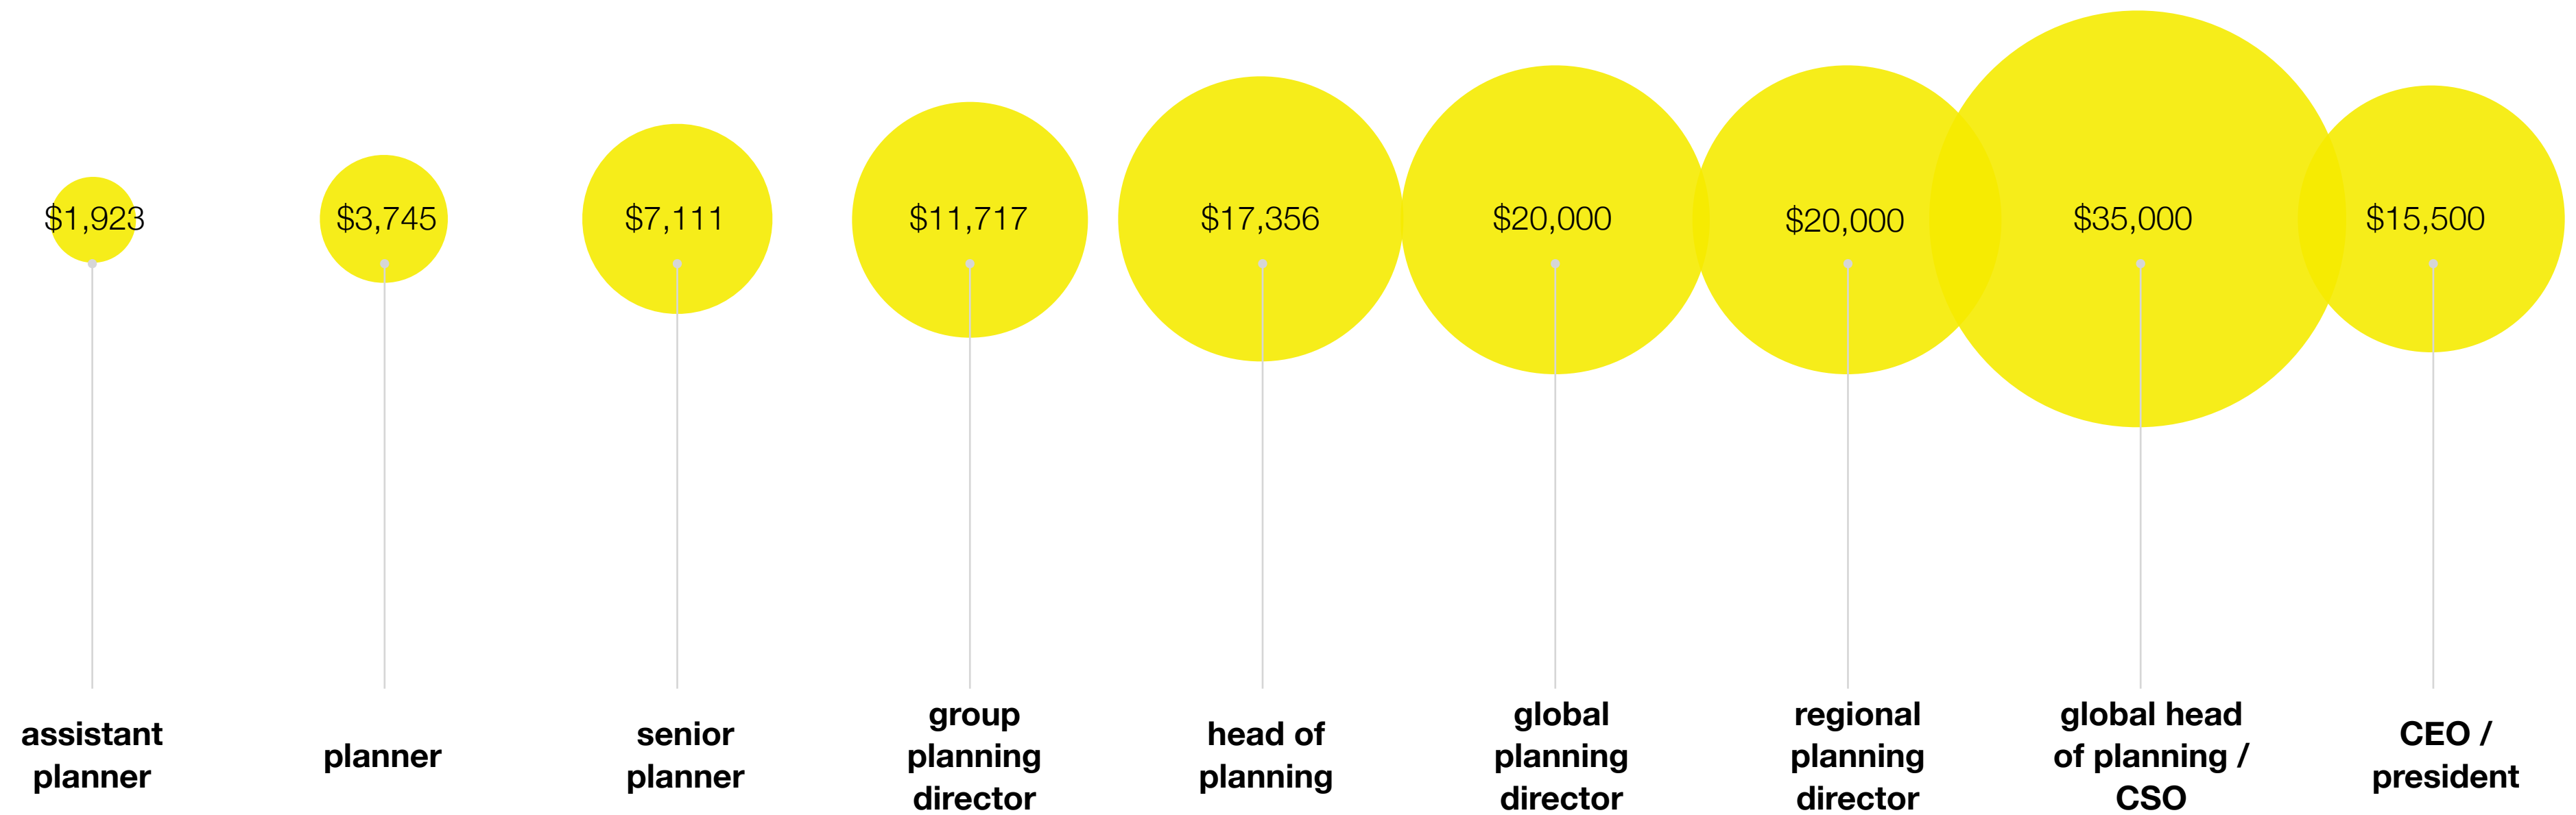 $1,923
$3,745
$7,111
$11,717
$17,356
$20,000
$20,000
$35,000
$15,500
assistant
planner
planner
senior
planner
group
planning
director
head of
planning
global
planning
director
regional
planning
director
global head
of planning /
CSO
CEO /
president